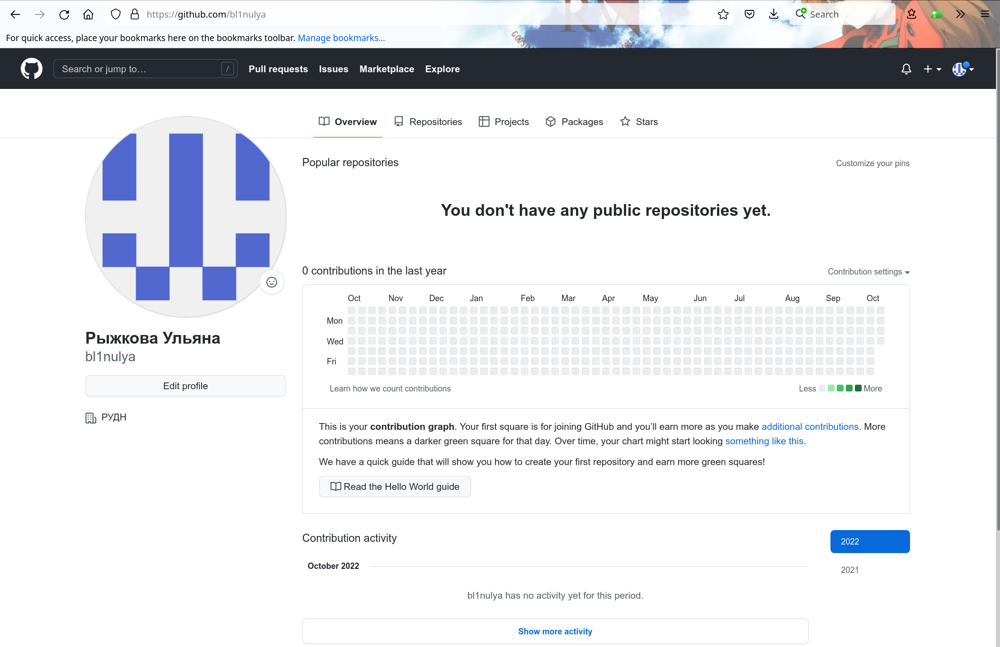 https://github.com/bl1nulya
Search
For quick access, place your bookmarks here on the bookmarks toolbar. Manage bookmarks...
Search or jump to…
/
Pull requests
Issues
Marketplace
Explore
Overview
Repositories
Projects
Packages
Stars
Рыжкова Ульяна
bl1nulya
Edit profile
РУДН
Popular repositories
Customize your pins
You don't have any public repositories yet.
0 contributions in the last year
Contribution settings
Oct Nov Dec Jan Feb Mar Apr May Jun Jul Aug Sep Oct
Mon
Wed
Fri
Learn how we count contributions
Less More
This is your contribution graph. Your first square is for joining GitHub and you’ll earn more as you make additional contributions. More
contributions means a darker green square for that day. Over time, your chart might start looking something like this.
We have a quick guide that will show you how to create your first repository and earn more green squares!
Read the Hello World guide
Contribution activity
2022
2021
October 2022
bl1nulya has no activity yet for this period.
Show more activity